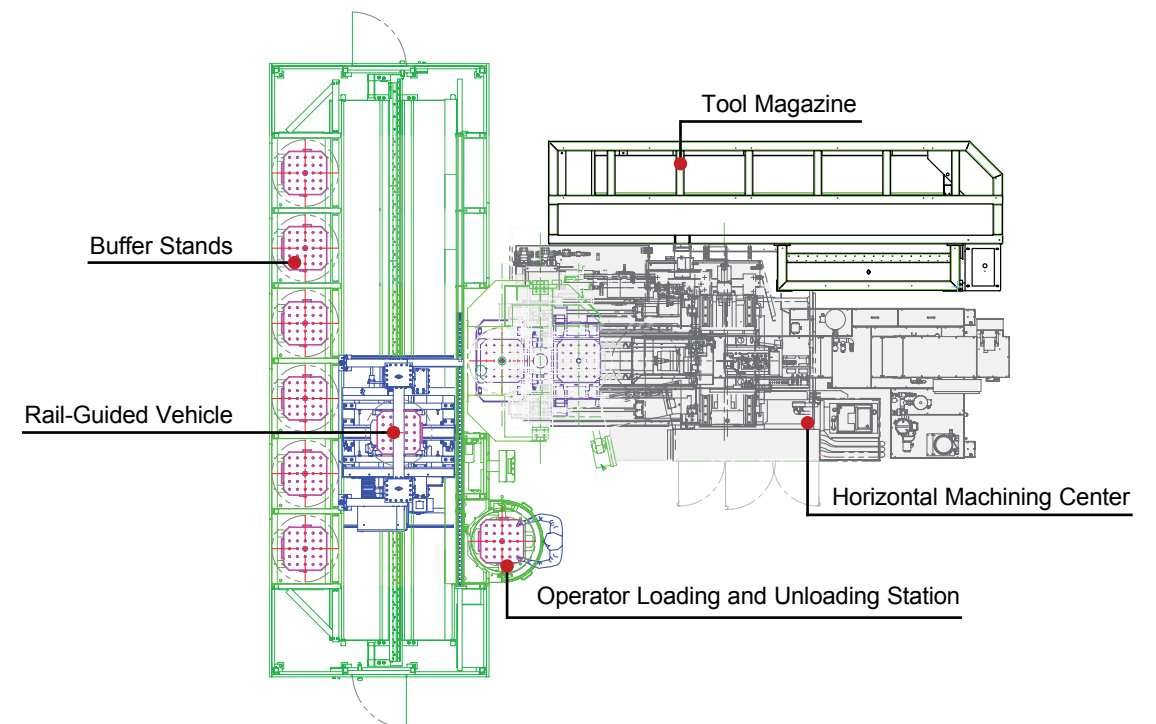 Tool Magazine
Buffer Stands
Rail-Guided Vehicle
Horizontal Machining Center
Operator Loading and Unloading Station